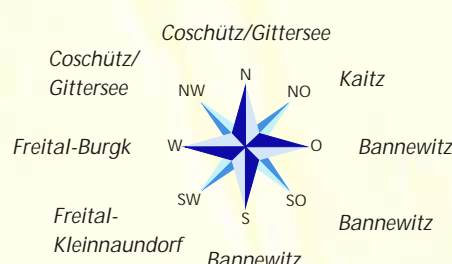 Coschütz/Gittersee
Coschütz/
Gittersee
N
NW
NO
Kaitz
Freital-Burgk
W
O
Bannewitz
SW
SO
S
Freital-
Kleinnaundorf
Bannewitz
Bannewitz